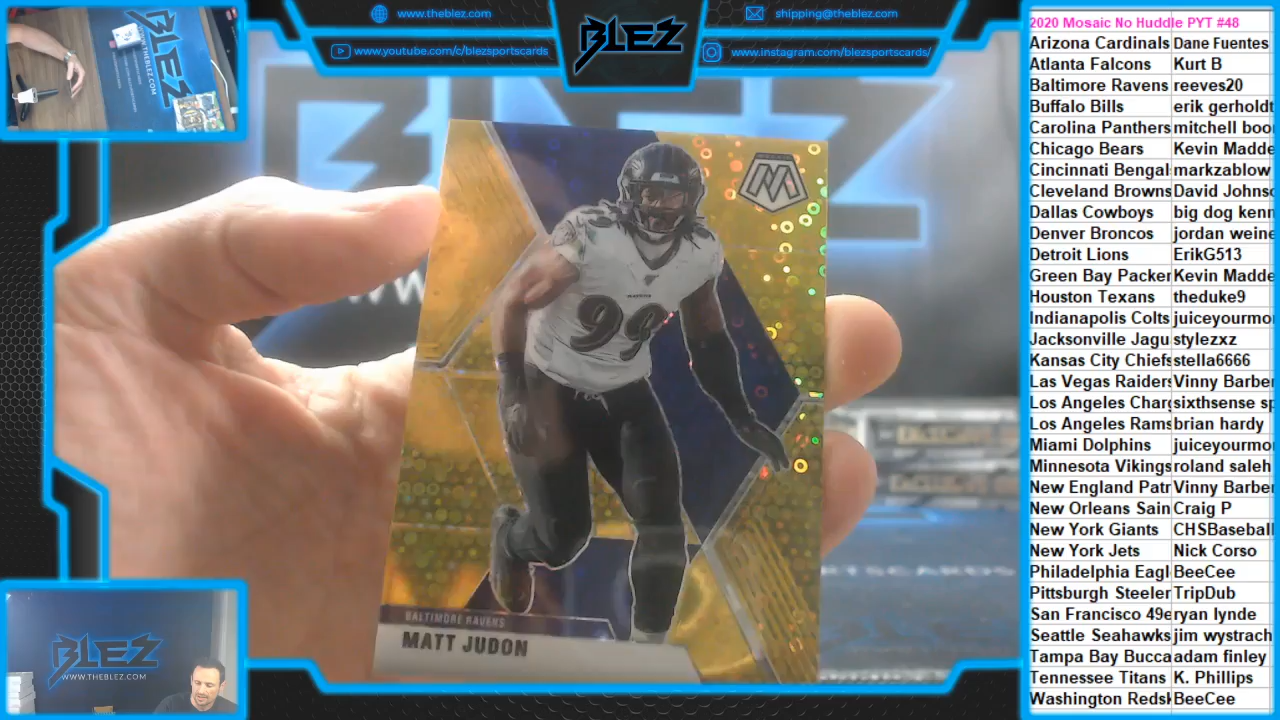 www.theblez.com
shipping@theblez.com
www.youtube.com/c/blezsportscards
BLEZ
www.instagram.com/blezsportscards/
2020 Mosaic No Huddle PYT #48
Arizona Cardinals Dane Fuentes
Atlanta Falcons Kurt B
Baltimore Ravens reeves20
Buffalo Bills erik gerholdt
Carolina Panthers mitchell boo
Chicago Bears Kevin Madde
Cincinnati Bengal markzablow
Cleveland Browns David Johnso
Dallas Cowboys big dog kenn
Denver Broncos jordan weine
Detroit Lions ErikG513
Green Bay Packer Kevin Madde
Houston Texans theduke9
Indianapolis Colts juiceyourmo
Jacksonville Jagu stylezxz
Kansas City Chiefs stella6666
Las Vegas Raiders Vinny Barber
Los Angeles Charg sixthsense sp
Los Angeles Rams brian hardy
Miami Dolphins juiceyourmo
Minnesota Vikings roland saleh
New England Patr Vinny Barber
New Orleans Sain Craig P
New York Giants CHSBaseball
New York Jets Nick Corso
Philadelphia Eagl BeeCee
Pittsburgh Steeler TripDub
San Francisco 49e ryan lynde
Seattle Seahawks jim wystrach
Tampa Bay Bucca adam finley
Tennessee Titans K. Phillips
Washington Redsk BeeCee
BLEZ
99
BALTIMORE RAVENS
MATT JUDON
BLEZ
WWW.THEBLEZ.COM